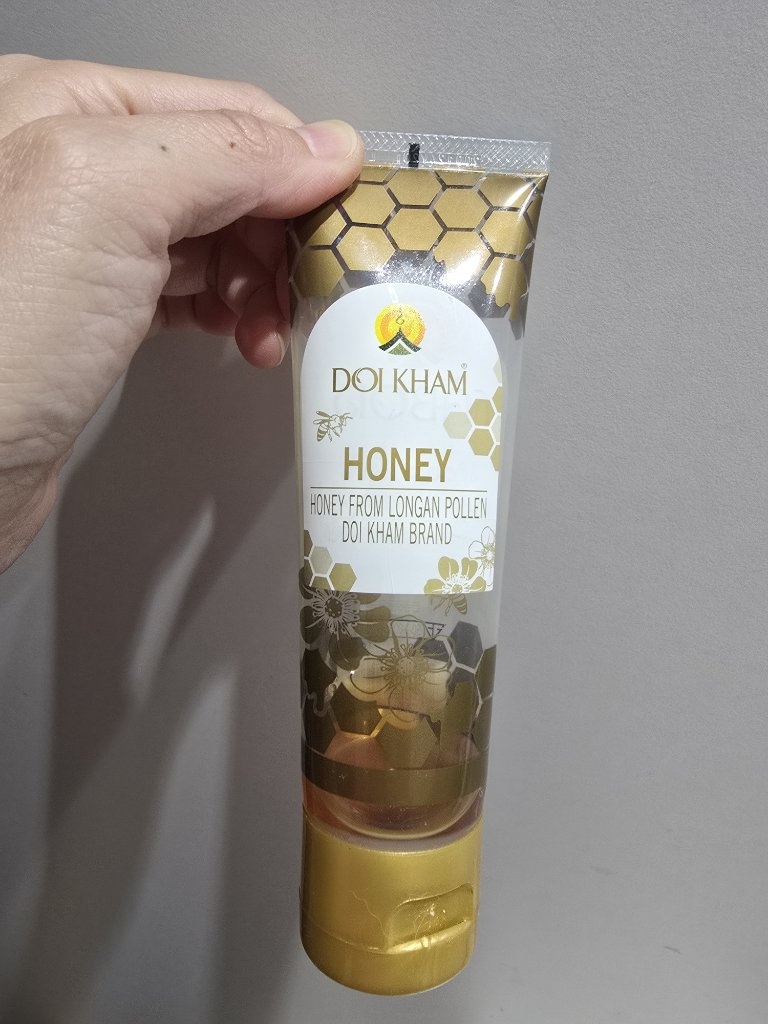 DOI KHAM®
HONEY
HONEY FROM LONGAN POLLEN
DOI KHAM BRAND